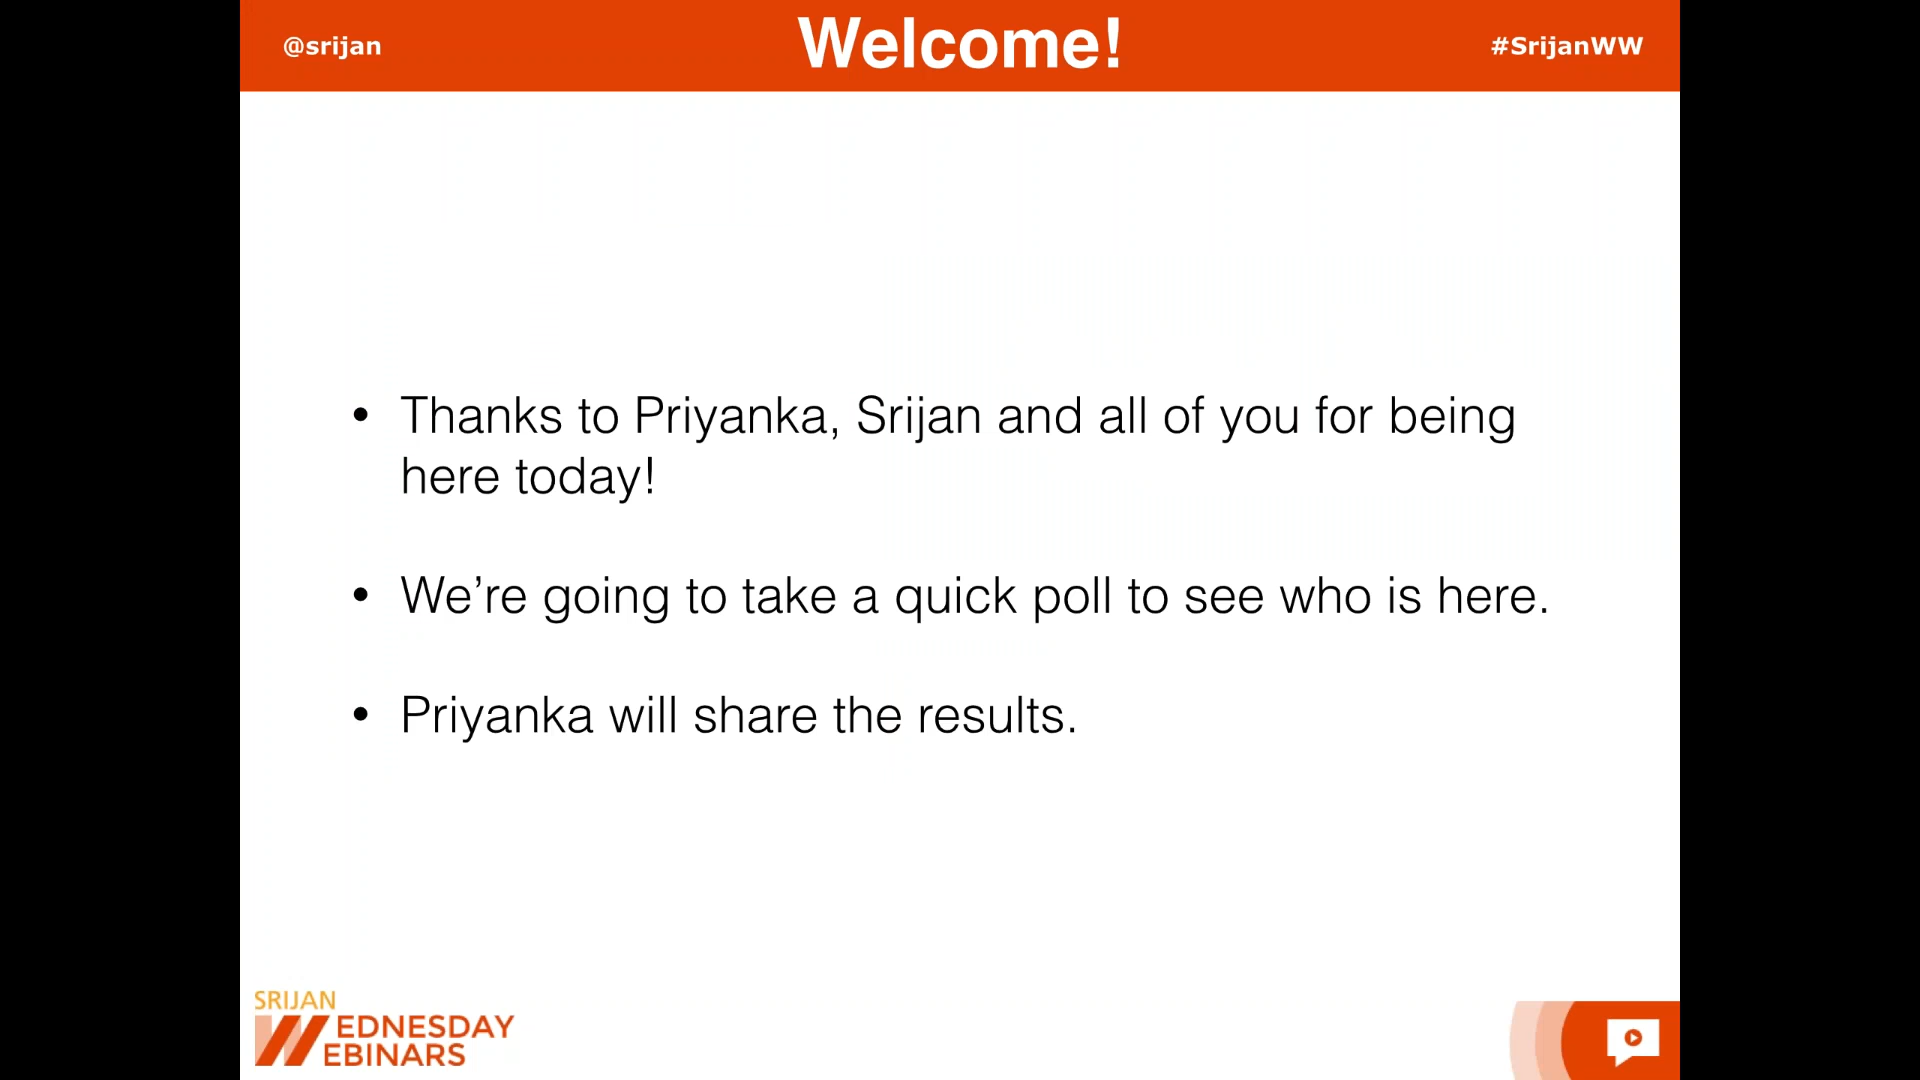 @srijan
Welcome!
#SrijanWW
• Thanks to Priyanka, Srijan and all of you for being
here today!
• We’re going to take a quick poll to see who is here.
• Priyanka will share the results.
SRIJAN
WEDNESDAY
WEBINARS